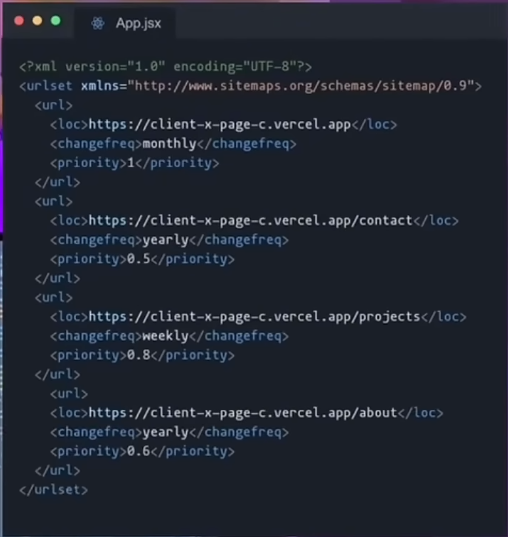 App.jsx
<?xml version="1.0" encoding="UTF-8"?>
<urlset xmlns="http://www.sitemaps.org/schemas/sitemap/0.9">
<url>
<loc>https://client-x-page-c.vercel.app</loc>
<changefreq>monthly</changefreq>
<priority>1</priority>
</url>
<url>
<loc>https://client-x-page-c.vercel.app/contact</loc>
<changefreq>yearly</changefreq>
<priority>0.5</priority>
</url>
<url>
<loc>https://client-x-page-c.vercel.app/projects</loc>
<changefreq>weekly</changefreq>
<priority>0.8</priority>
</url>
<url>
<loc>https://client-x-page-c.vercel.app/about</loc>
<changefreq>yearly</changefreq>
<priority>0.6</priority>
</url>
</urlset>